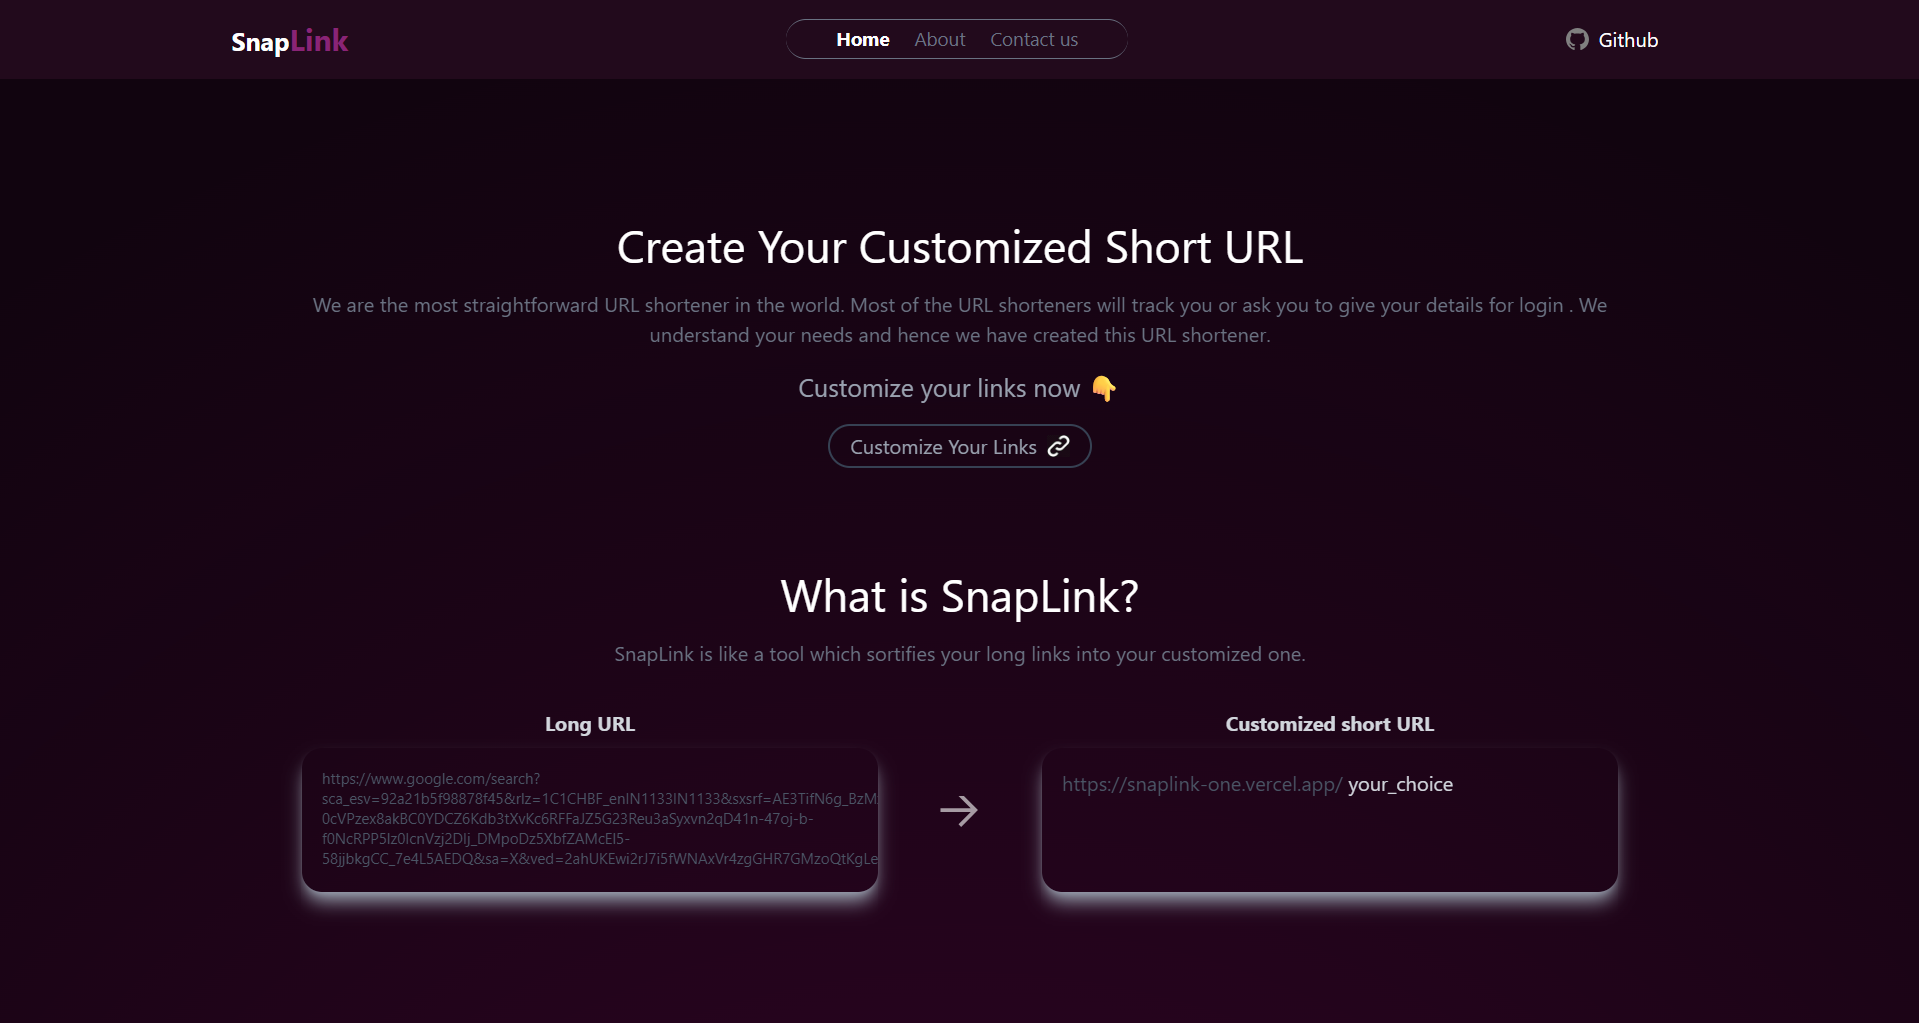 SnapLink
Home About Contact us
Github
Create Your Customized Short URL
We are the most straightforward URL shortener in the world. Most of the URL shorteners will track you or ask you to give your details for login . We
understand your needs and hence we have created this URL shortener.
Customize your links now 👇
Customize Your Links
What is SnapLink?
SnapLink is like a tool which sortifies your long links into your customized one.
Long URL
https://www.google.com/search?
sca_esv=92a21b5f98878f45&rlz=1C1CHBF_enIN1133IN1133&sxsrf=AE3TifN6g_BzM
0cVPzex8akBC0YDCZ6Kdb3tXvKc6RFFaJZ5G23Reu3aSyxvn2qD41n-47oj-b-
f0NcRPP5Iz0IcnVzj2DIj_DMpoDz5XbfZAMcEI5-
58jjbkgCC_7e4L5AEDQ&sa=X&ved=2ahUKEwi2rJ7i5fWNAxVr4zgGHR7GMzoQtKgLe
Customized short URL
https://snaplink-one.vercel.app/ your_choice